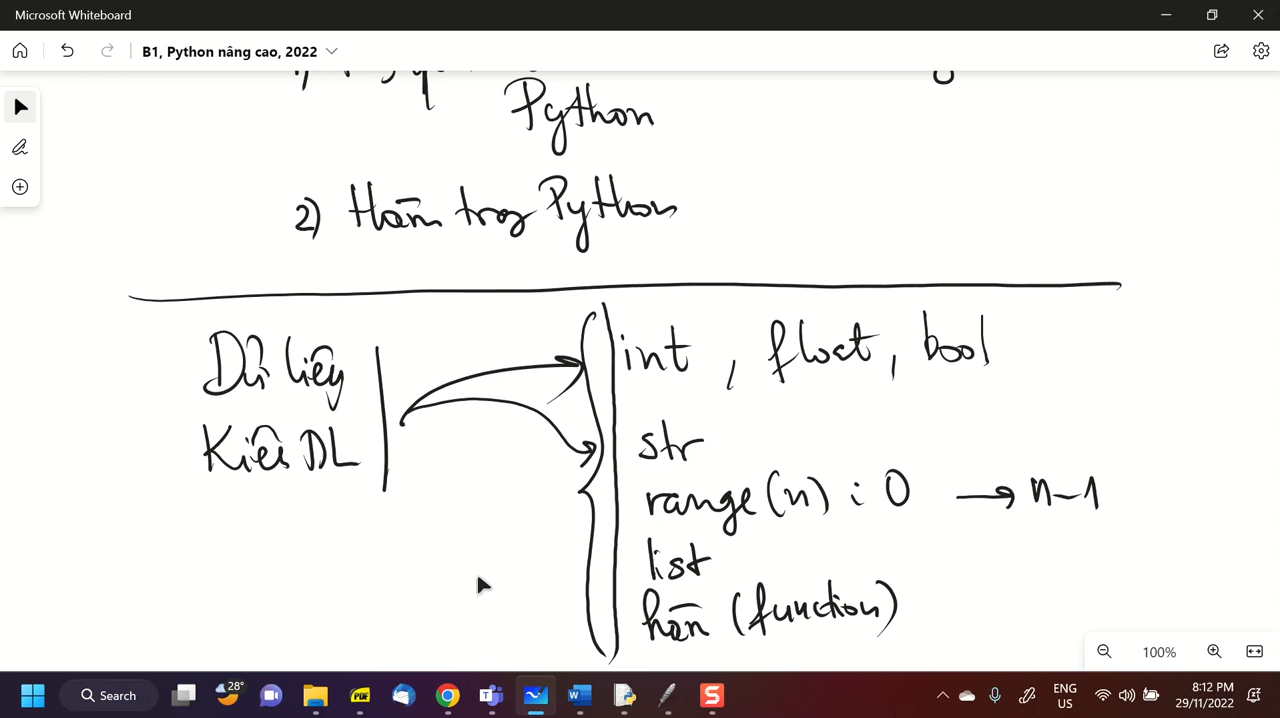 Microsoft Whiteboard
B1, Python nâng cao, 2022
1)
Python
2) Hàm trong Python
Dữ liệu
Kiểu DL
int , float, bool
str
range(n) : 0 → n-1
list
hàm (function)
100%
28°
Search
ENG
US
8:12 PM
29/11/2022